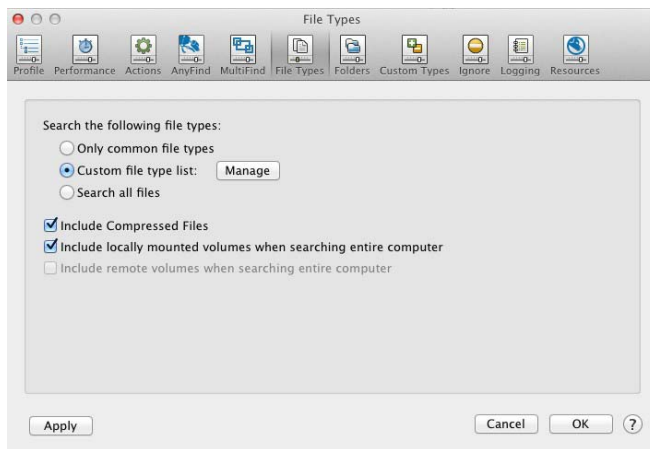 File Types
Profile Performance Actions AnyFind MultiFind File Types Folders Custom Types Ignore Logging Resources
Search the following file types:
Only common file types
Custom file type list: Manage
Search all files
Include Compressed Files
Include locally mounted volumes when searching entire computer
Include remote volumes when searching entire computer
Apply Cancel OK ?